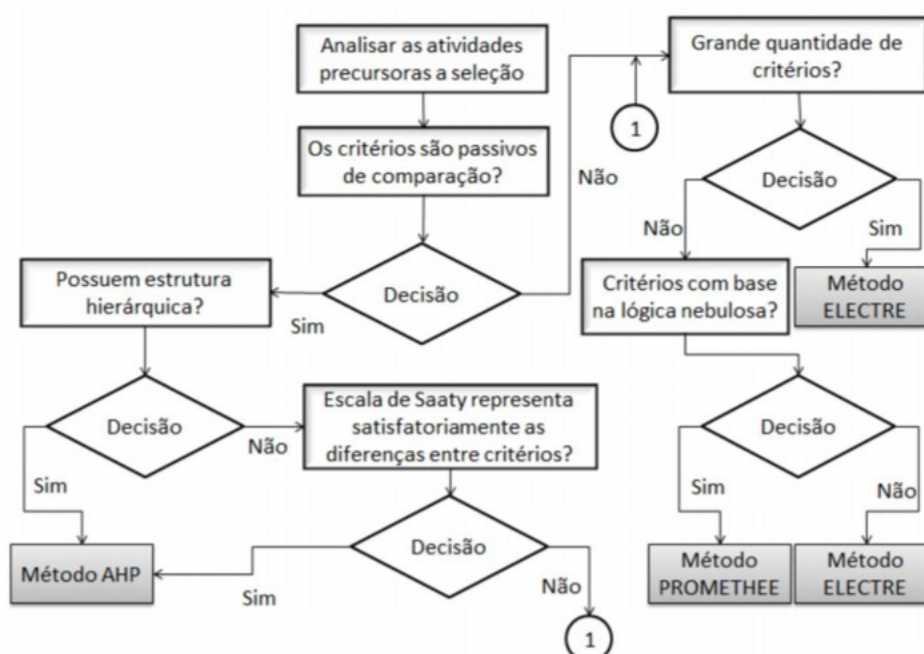 Analisar as atividades
precursoras a seleção
Os critérios são passivos
de comparação?
Decisão
Sim
Não
Possuem estrutura
hierárquica?
Decisão
Sim
Não
Escala de Saaty representa
satisfatoriamente as
diferenças entre critérios?
Decisão
Sim
Não
Método AHP
1
1
Grande quantidade de
critérios?
Decisão
Não
Sim
Método
ELECTRE
Critérios com base
na lógica nebulosa?
Decisão
Sim
Não
Método
PROMETHEE
Método
ELECTRE